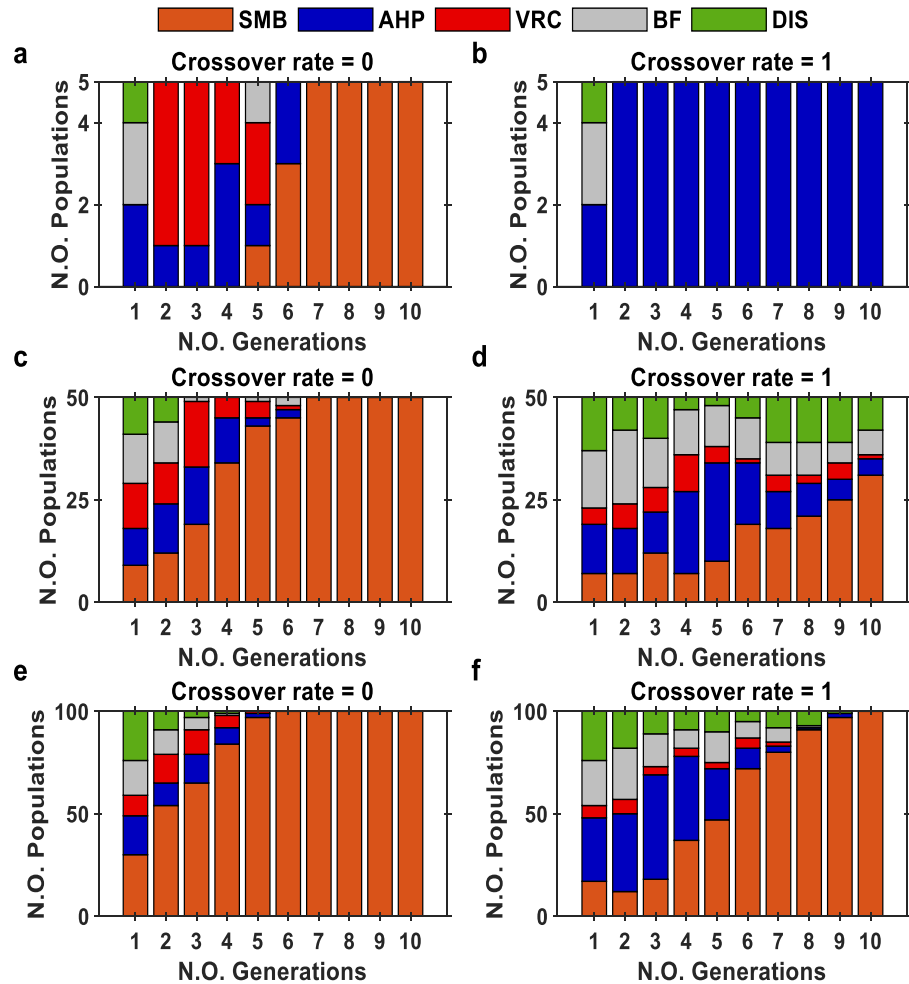 SMB AHP VRC BF DIS
a b
Crossover rate = 0 Crossover rate = 1
5 5
4 4
2 2
0 0
N.O. Populations N.O. Populations
1 2 3 4 5 6 7 8 9 10 1 2 3 4 5 6 7 8 9 10
N.O. Generations N.O. Generations
c d
Crossover rate = 0 Crossover rate = 1
50 50
25 25
0 0
N.O. Populations N.O. Populations
1 2 3 4 5 6 7 8 9 10 1 2 3 4 5 6 7 8 9 10
N.O. Generations N.O. Generations
e f
Crossover rate = 0 Crossover rate = 1
100 100
50 50
0 0
N.O. Populations N.O. Populations
1 2 3 4 5 6 7 8 9 10 1 2 3 4 5 6 7 8 9 10
N.O. Generations N.O. Generations